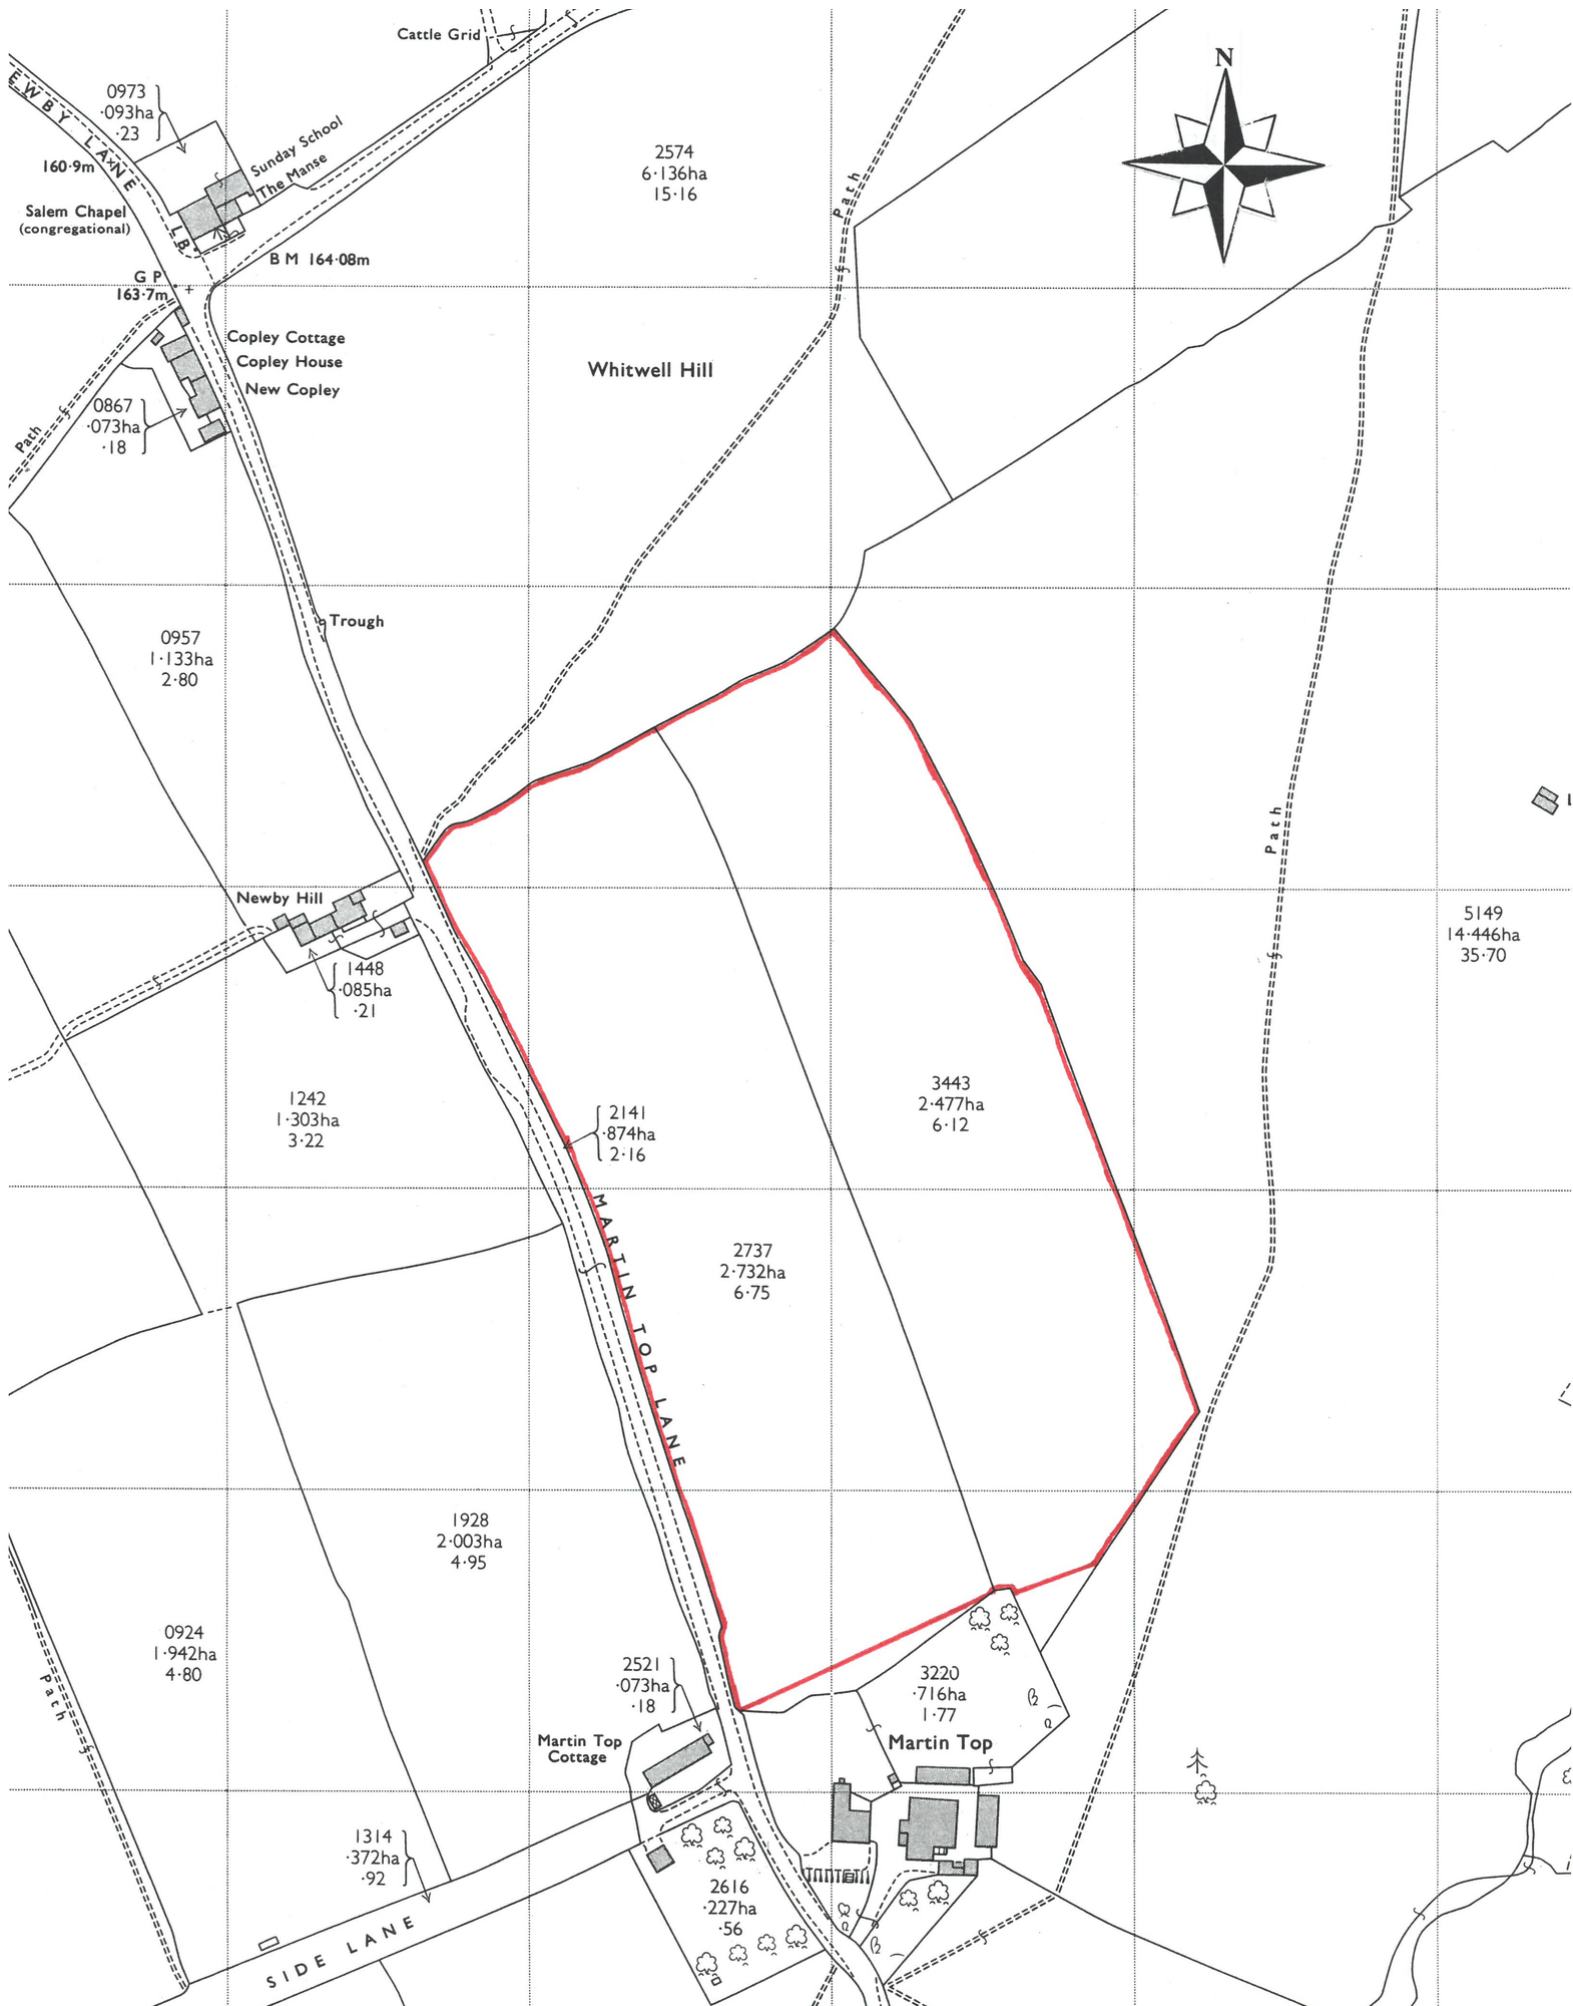 Cattle Grid
N
EWBY LANE
0973
·093ha
·23
160·9m
Sunday School
The Manse
2574
6·136ha
15·16
Path
Salem Chapel
(congregational)
LB
BM 164·08m
GP
163·7m
Copley Cottage
Copley House
New Copley
Whitwell Hill
0867
·073ha
·18
Path
Trough
0957
1·133ha
2·80
Path
L
Newby Hill
5149
14·446ha
35·70
1448
·085ha
·21
1242
1·303ha
3·22
3443
2·477ha
6·12
2141
·874ha
2·16
MARTIN TOP LANE
2737
2·732ha
6·75
1928
2·003ha
4·95
0924
1·942ha
4·80
Path
2521
·073ha
·18
3220
·716ha
1·77
Martin Top
Cottage
Martin Top
1314
·372ha
·92
2616
·227ha
·56
SIDE LANE